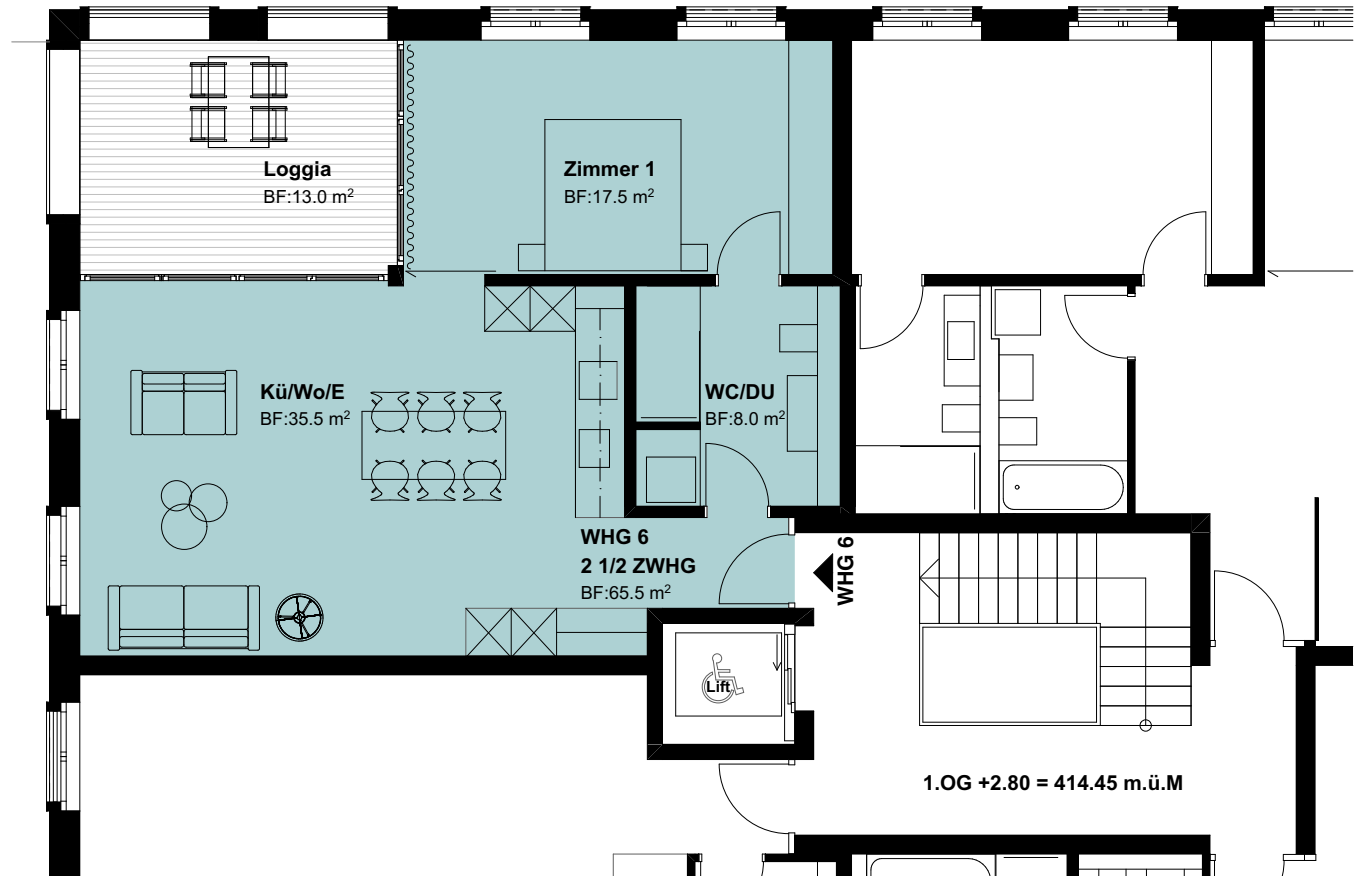 Loggia
BF:13.0 m²
Zimmer 1
BF:17.5 m²
Kü/Wo/E
BF:35.5 m²
WC/DU
BF:8.0 m²
WHG 6
2 1/2 ZWHG
BF:65.5 m²
WHG 6
Lift
1.OG +2.80 = 414.45 m.ü.M